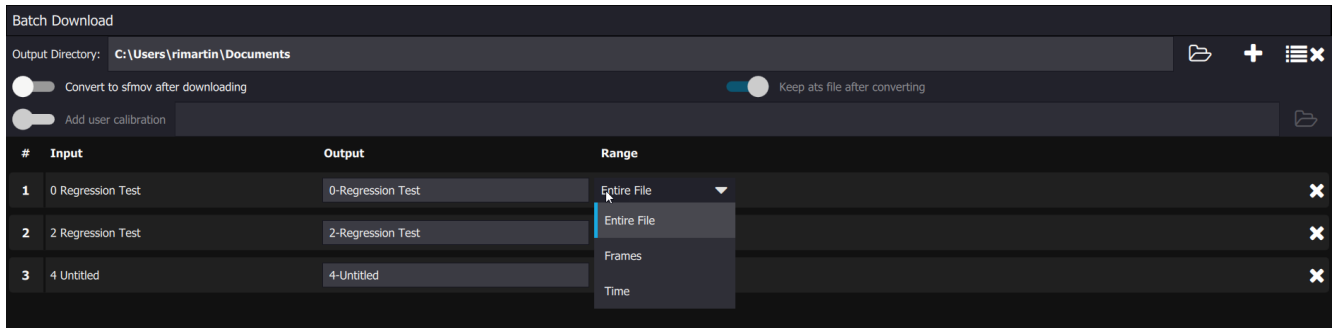 Batch Download
Output Directory: C:\Users\rimartin\Documents
Convert to sfmov after downloading Keep ats file after converting
Add user calibration
# Input Output Range
1 0 Regression Test 0-Regression Test Entire File
Entire File
2 2 Regression Test 2-Regression Test
Frames
3 4 Untitled 4-Untitled
Time